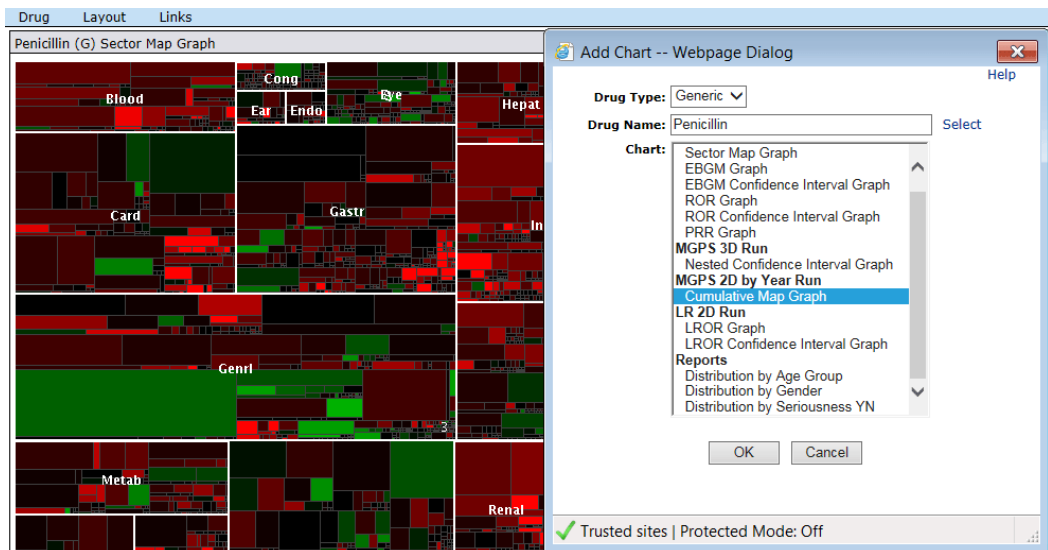 Drug Layout Links
Penicillin (G) Sector Map Graph
Blood
Cong
Ear Endo
Eye
Hepat
Card
Gastr
In
Genrl
3
Metab
Renal
Add Chart -- Webpage Dialog
Help
Drug Type: Generic
Drug Name: Penicillin Select
Chart:
Sector Map Graph
EBGM Graph
EBGM Confidence Interval Graph
ROR Graph
ROR Confidence Interval Graph
PRR Graph
MGPS 3D Run
Nested Confidence Interval Graph
MGPS 2D by Year Run
Cumulative Map Graph
LR 2D Run
LROR Graph
LROR Confidence Interval Graph
Reports
Distribution by Age Group
Distribution by Gender
Distribution by Seriousness YN
OK Cancel
Trusted sites | Protected Mode: Off